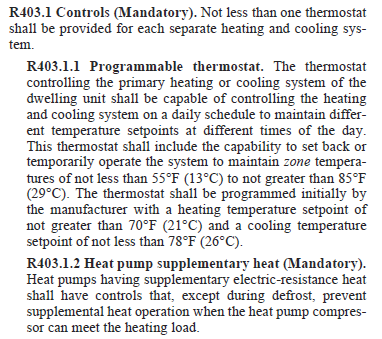 R403.1 Controls (Mandatory). Not less than one thermostat
shall be provided for each separate heating and cooling sys-
tem.
R403.1.1 Programmable thermostat. The thermostat
controlling the primary heating or cooling system of the
dwelling unit shall be capable of controlling the heating
and cooling system on a daily schedule to maintain differ-
ent temperature setpoints at different times of the day.
This thermostat shall include the capability to set back or
temporarily operate the system to maintain zone tempera-
tures of not less than 55°F (13°C) to not greater than 85°F
(29°C). The thermostat shall be programmed initially by
the manufacturer with a heating temperature setpoint of
not greater than 70°F (21°C) and a cooling temperature
setpoint of not less than 78°F (26°C).
R403.1.2 Heat pump supplementary heat (Mandatory).
Heat pumps having supplementary electric-resistance heat
shall have controls that, except during defrost, prevent
supplemental heat operation when the heat pump compres-
sor can meet the heating load.